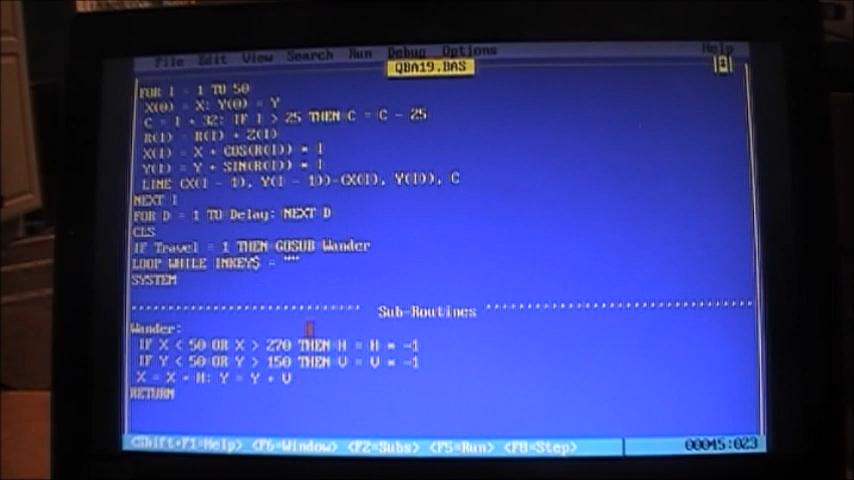 File Edit View Search Run Debug Options Help
QBA19.BAS
FOR I = 1 TO 50
X(0) = X: Y(0) = Y
C = I + 32: IF I > 25 THEN C = C - 25
R(I) = R(I) + Z(I)
X(I) = X + COS(R(I)) * I
Y(I) = Y + SIN(R(I)) * I
LINE (X(I - 1), Y(I - 1))-(X(I), Y(I)), C
NEXT I
FOR D = 1 TO Delay: NEXT D
CLS
IF Travel = 1 THEN GOSUB Wander
LOOP WHILE INKEY$ = ""
SYSTEM
'''''''''''''''''''''''''''''''''''''''' Sub-Routines ''''''''''''''''''''''''''''''''''''''''''''''
Wander:
IF X < 50 OR X > 270 THEN H = H * -1
IF Y < 50 OR Y > 150 THEN V = V * -1
X = X + H: Y = Y + V
RETURN
<Shift+F1=Help> <F6=Window> <F2=Subs> <F5=Run> <F8=Step> 00045:023